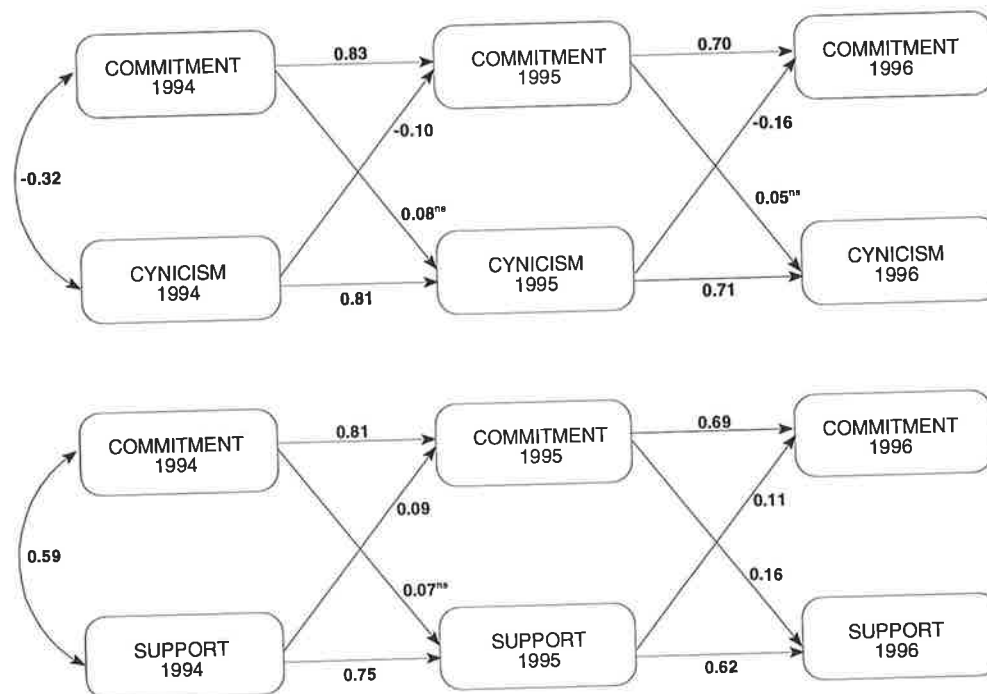 0.83
0.70
COMMITMENT
1994
COMMITMENT
1995
COMMITMENT
1996
-0.10
-0.16
-0.32
0.08ⁿˢ
0.05ⁿˢ
CYNICISM
1994
CYNICISM
1995
CYNICISM
1996
0.81
0.71
0.81
0.69
COMMITMENT
1994
COMMITMENT
1995
COMMITMENT
1996
0.09
0.11
0.59
0.07ⁿˢ
0.16
SUPPORT
1994
SUPPORT
1995
SUPPORT
1996
0.75
0.62